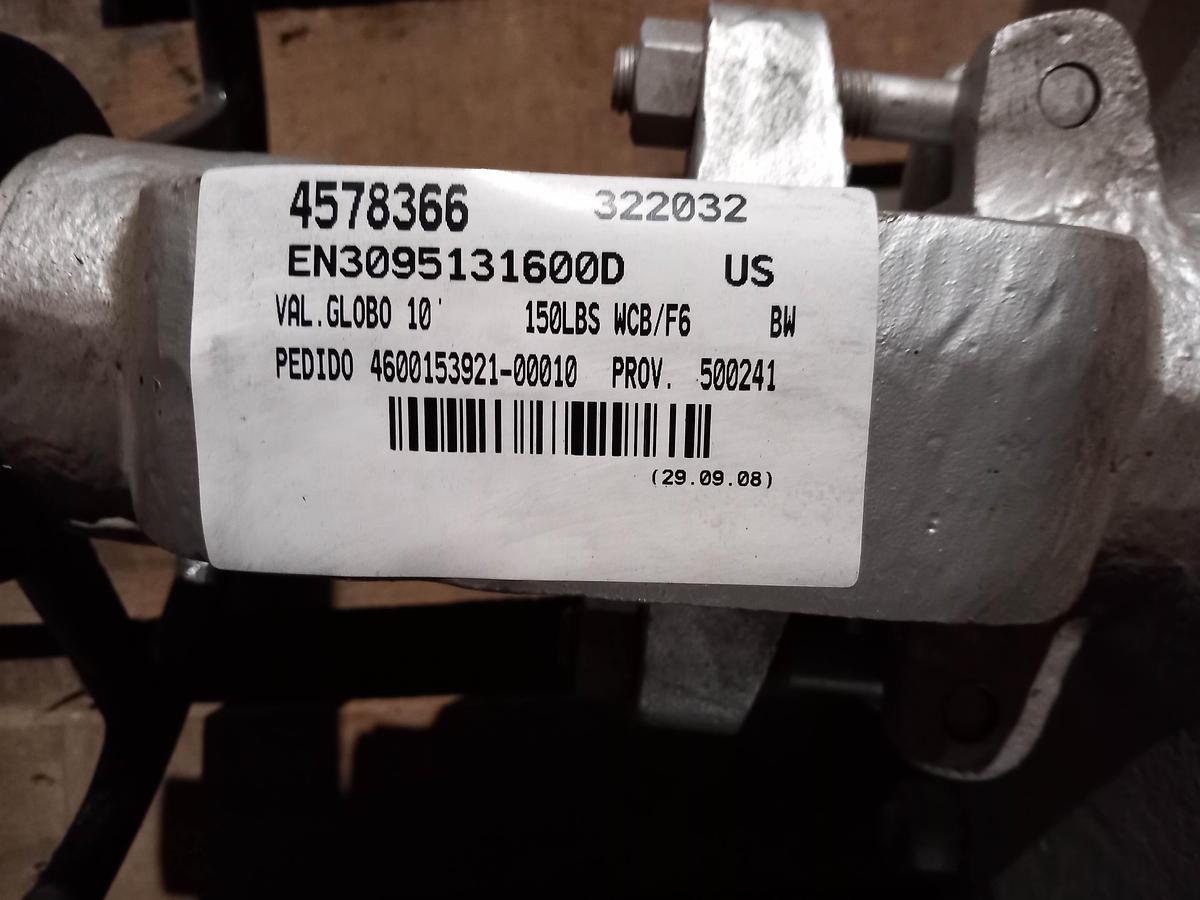 4578366 322032
EN3095131600D US
VAL.GLOBO 10' 150LBS WCB/F6 BW
PEDIDO 4600153921-00010 PROV. 500241
(29.09.08)